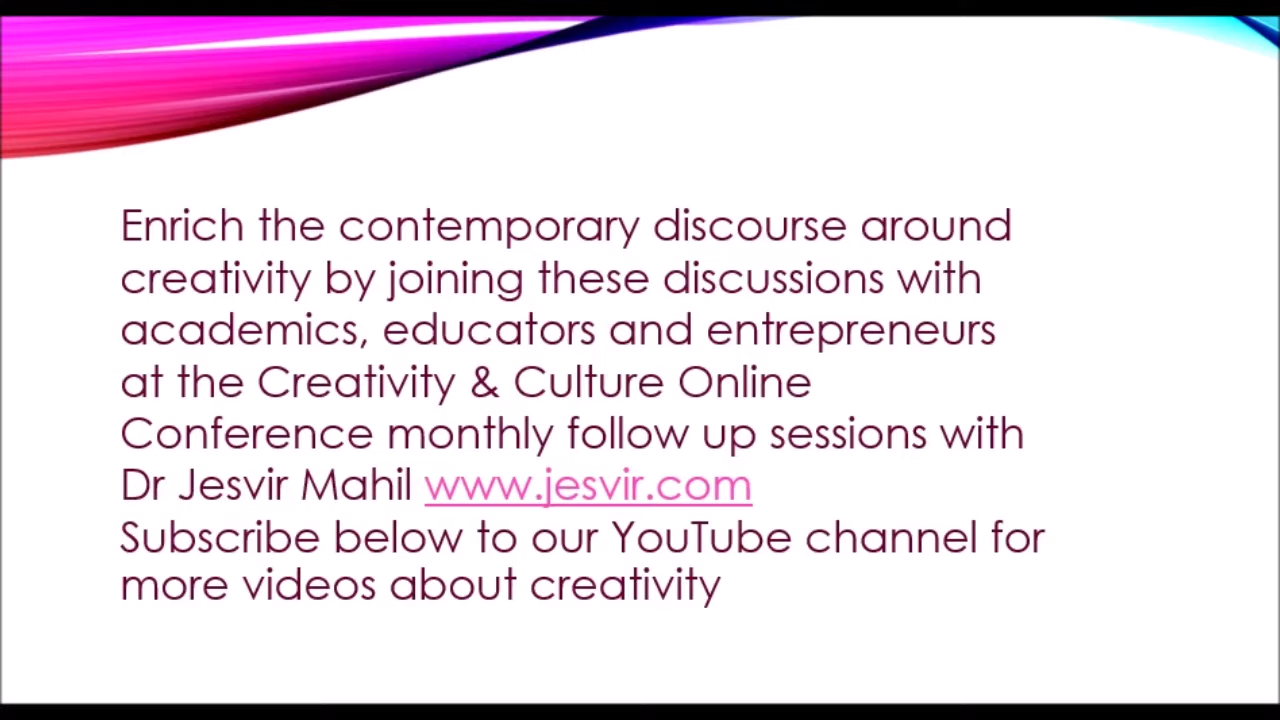 Enrich the contemporary discourse around
creativity by joining these discussions with
academics, educators and entrepreneurs
at the Creativity & Culture Online
Conference monthly follow up sessions with
Dr Jesvir Mahil www.jesvir.com
Subscribe below to our YouTube channel for
more videos about creativity